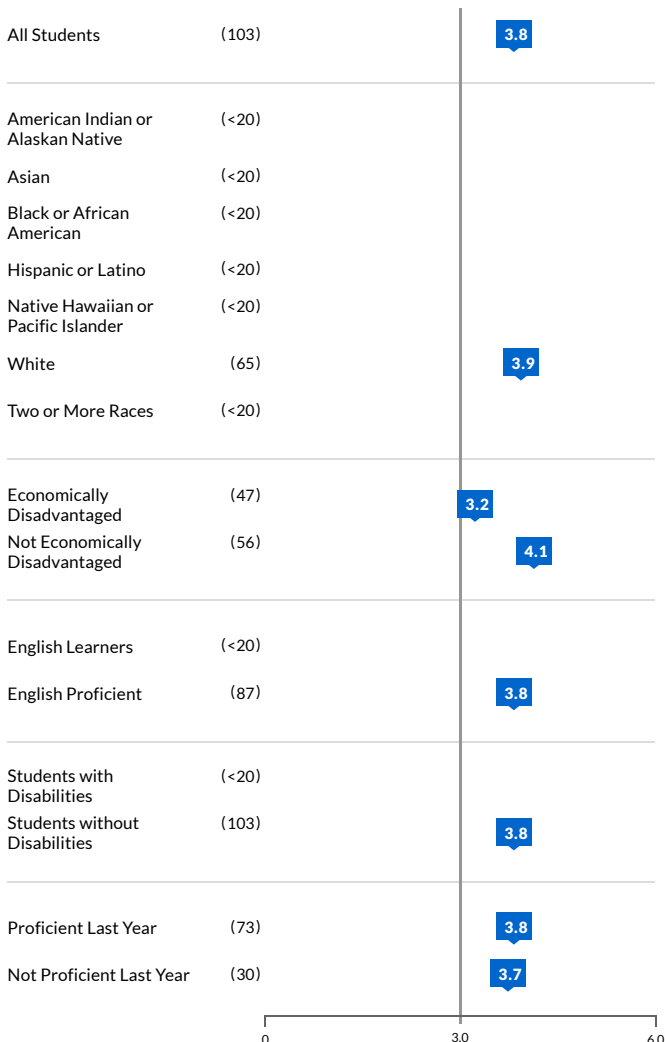 All Students (103) 3.8
American Indian or (<20)
Alaskan Native
Asian (<20)
Black or African (<20)
American
Hispanic or Latino (<20)
Native Hawaiian or (<20)
Pacific Islander
White (65) 3.9
Two or More Races (<20)
Economically (47) 3.2
Disadvantaged
Not Economically (56) 4.1
Disadvantaged
English Learners (<20)
English Proficient (87) 3.8
Students with (<20)
Disabilities
Students without (103) 3.8
Disabilities
Proficient Last Year (73) 3.8
Not Proficient Last Year (30) 3.7
0 3.0 6.0